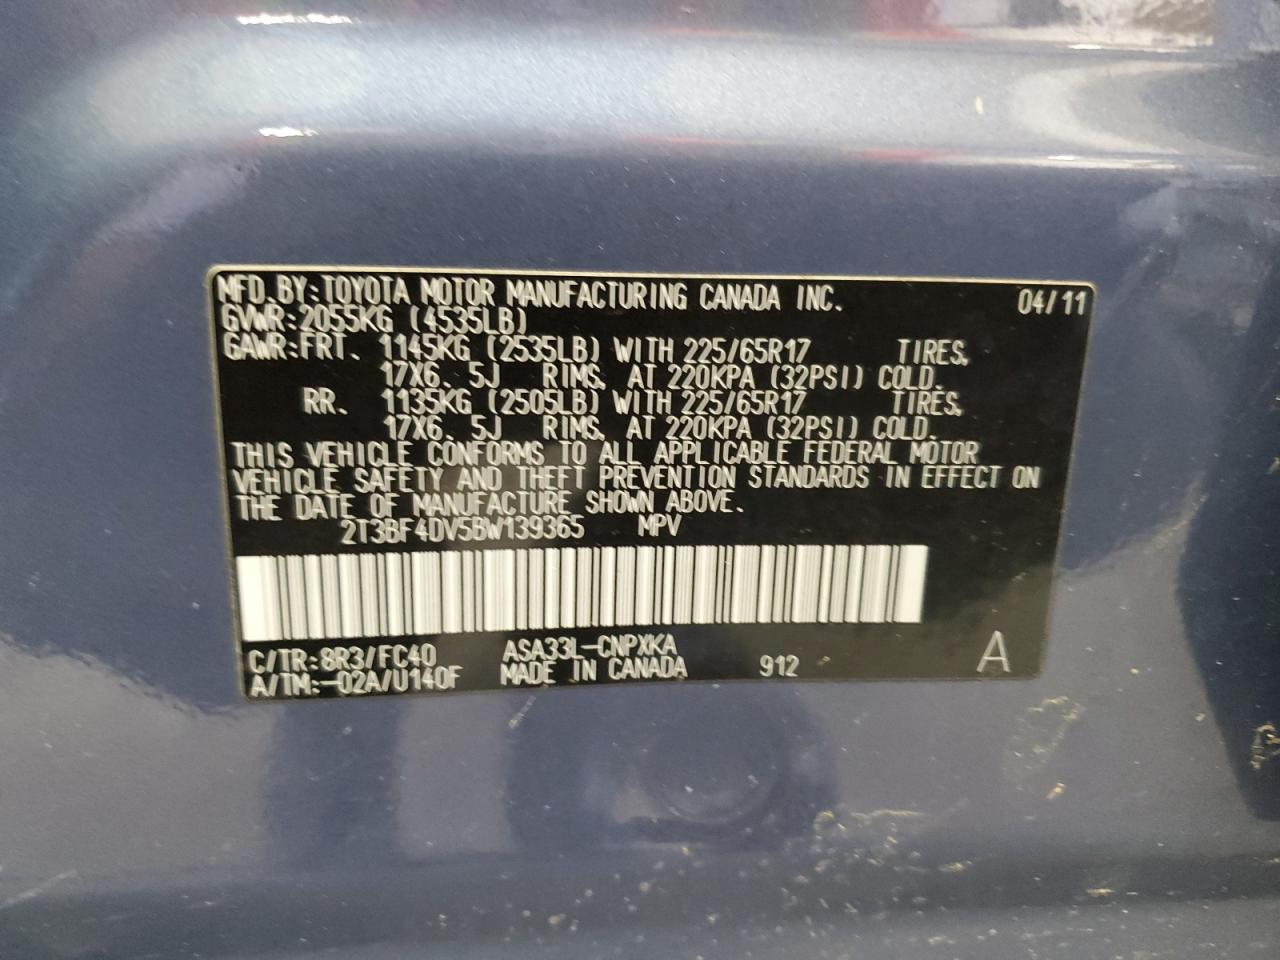 MFD.BY:TOYOTA MOTOR MANUFACTURING CANADA INC. 04/11
GVWR:2055KG (4535LB)
GAWR:FRT. 1145KG (2535LB) WITH 225/65R17 TIRES,
17X6.5J RIMS, AT 220KPA (32PSI) COLD.
RR. 1135KG (2505LB) WITH 225/65R17 TIRES,
17X6.5J RIMS, AT 220KPA (32PSI) COLD.
THIS VEHICLE CONFORMS TO ALL APPLICABLE FEDERAL MOTOR
VEHICLE SAFETY AND THEFT PREVENTION STANDARDS IN EFFECT ON
THE DATE OF MANUFACTURE SHOWN ABOVE.
2T3BF4DV5BW139365 MPV
C/TR:8R3/FC40 ASA33L-CNPXKA
A/TM:-02A/U140F MADE IN CANADA 912 A